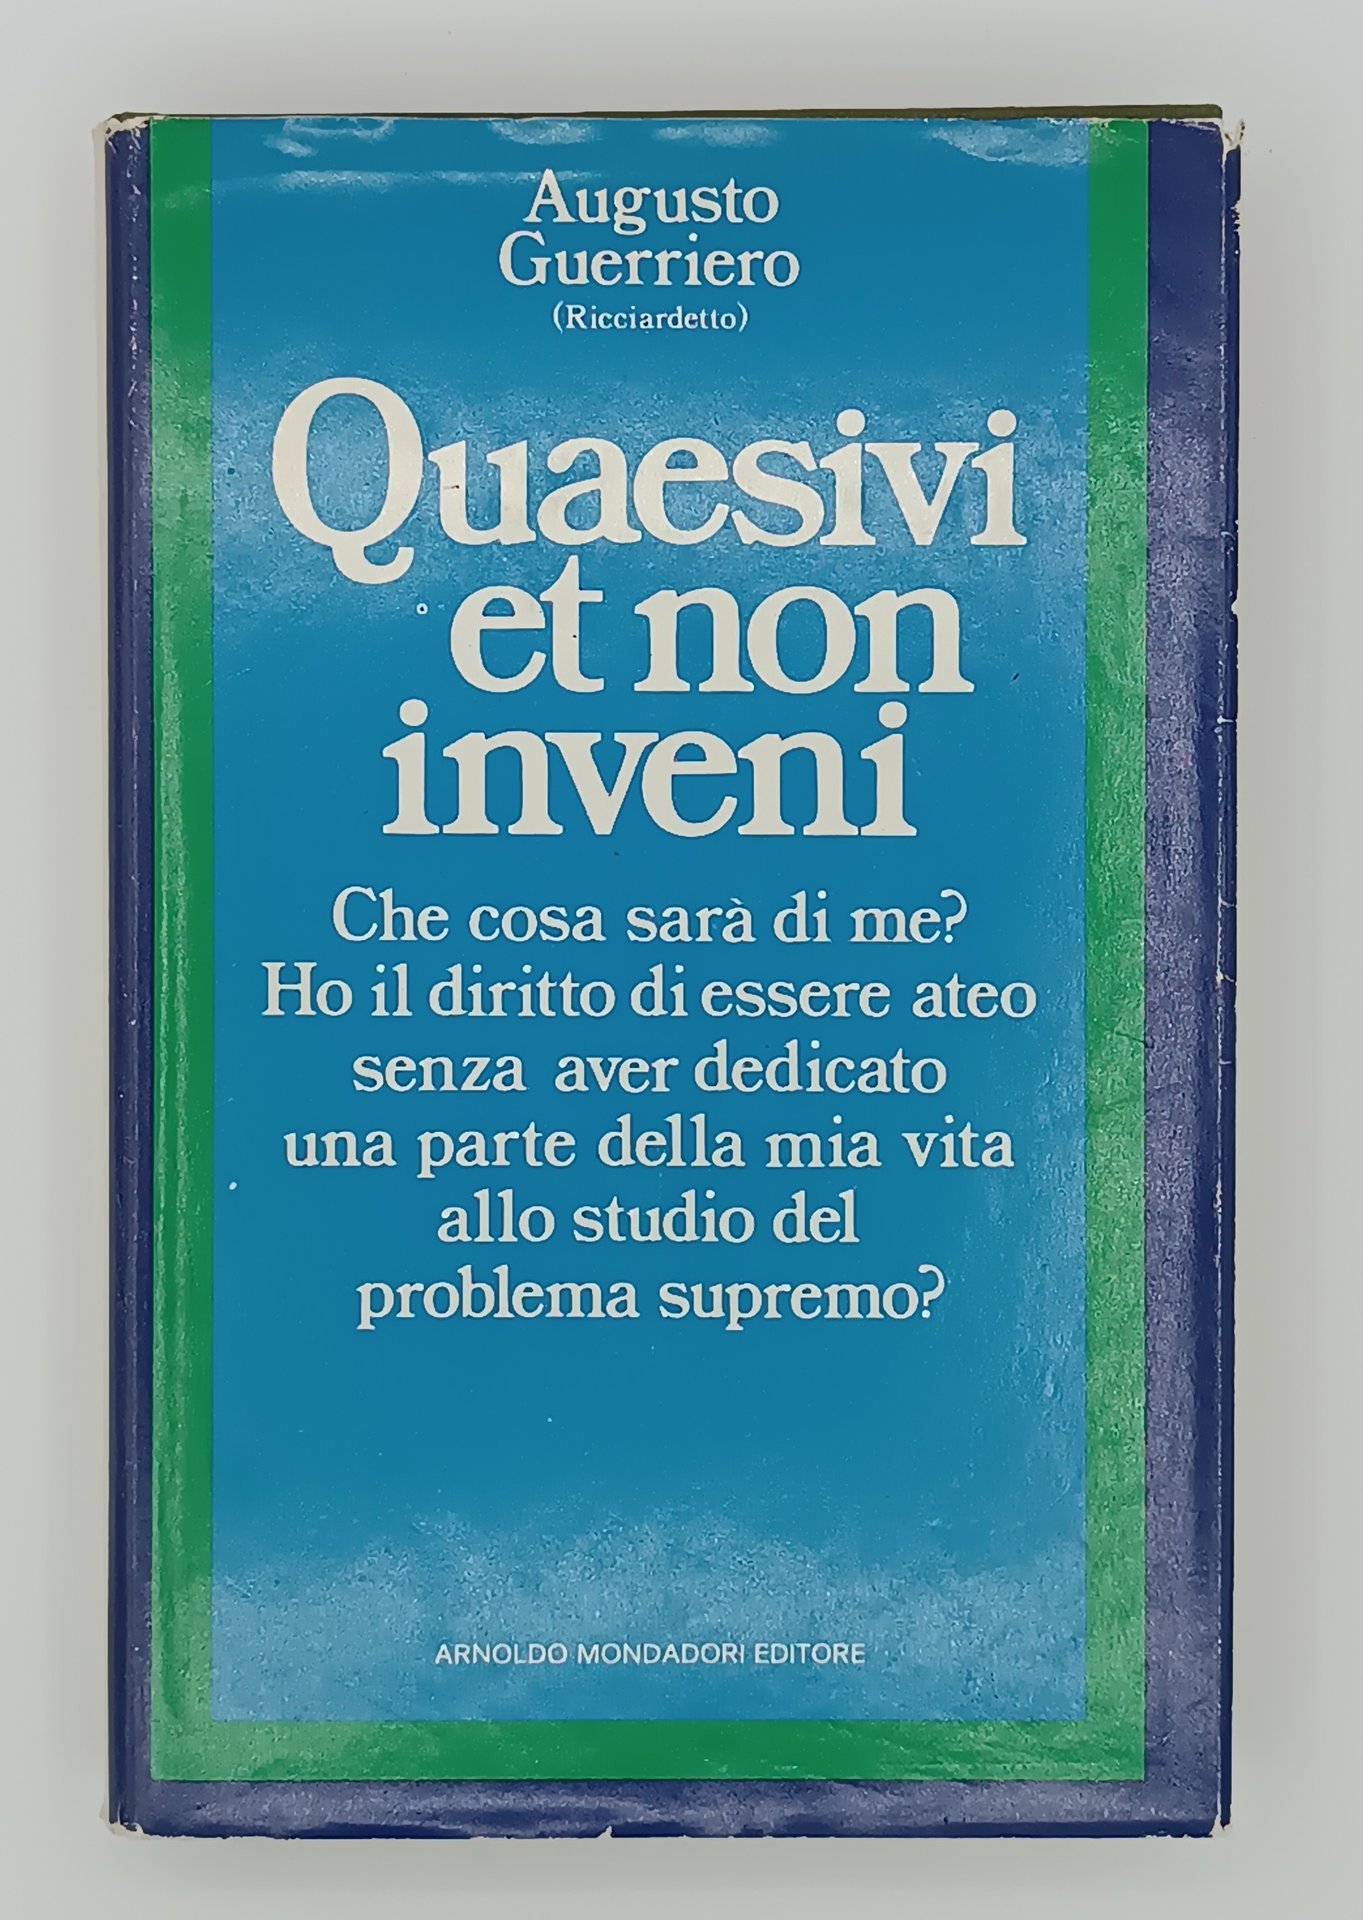 Augusto
Guerriero
(Ricciardetto)
Quaesivi
et non
inveni
Che cosa sarà di me?
Ho il diritto di essere ateo
senza aver dedicato
una parte della mia vita
allo studio del
problema supremo?
ARNOLDO MONDADORI EDITORE